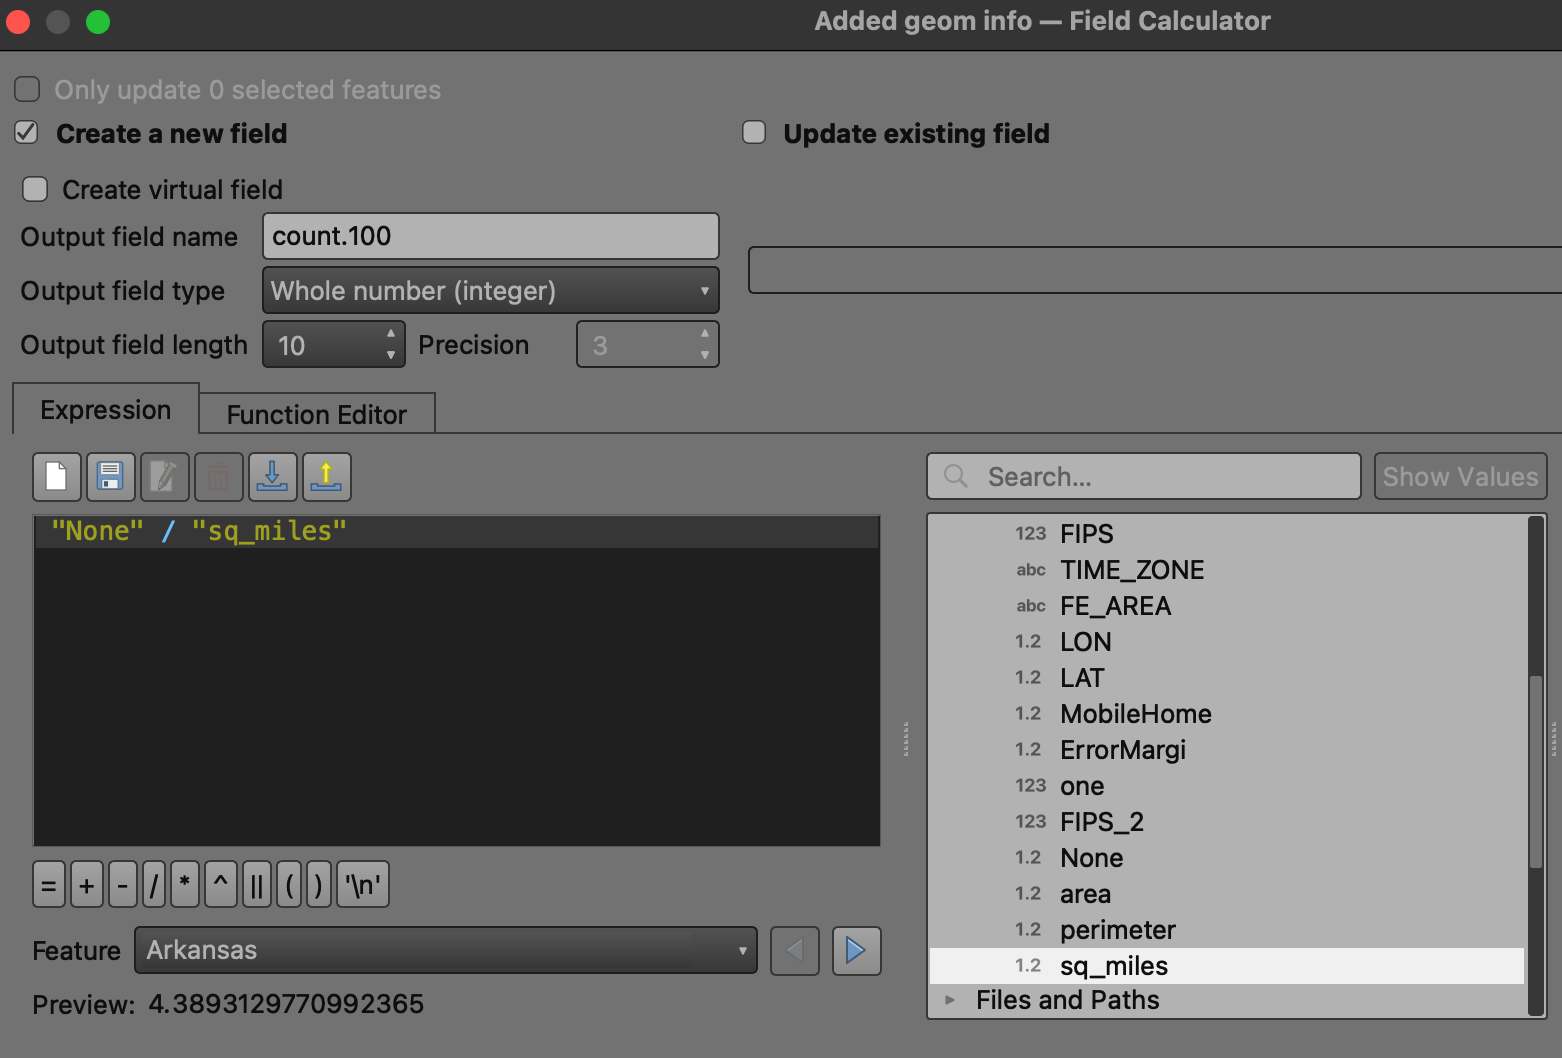 Added geom info — Field Calculator
Only update 0 selected features
Create a new field
Update existing field
Create virtual field
Output field name count.100
Output field type Whole number (integer)
Output field length 10 Precision 3
Expression Function Editor
Search... Show Values
"None" / "sq_miles"
123 FIPS
abc TIME_ZONE
abc FE_AREA
1.2 LON
1.2 LAT
1.2 MobileHome
1.2 ErrorMargi
123 one
123 FIPS_2
1.2 None
1.2 area
1.2 perimeter
1.2 sq_miles
Files and Paths
= + - / * ^ || ( ) '\n'
Feature Arkansas
Preview: 4.3893129770992365